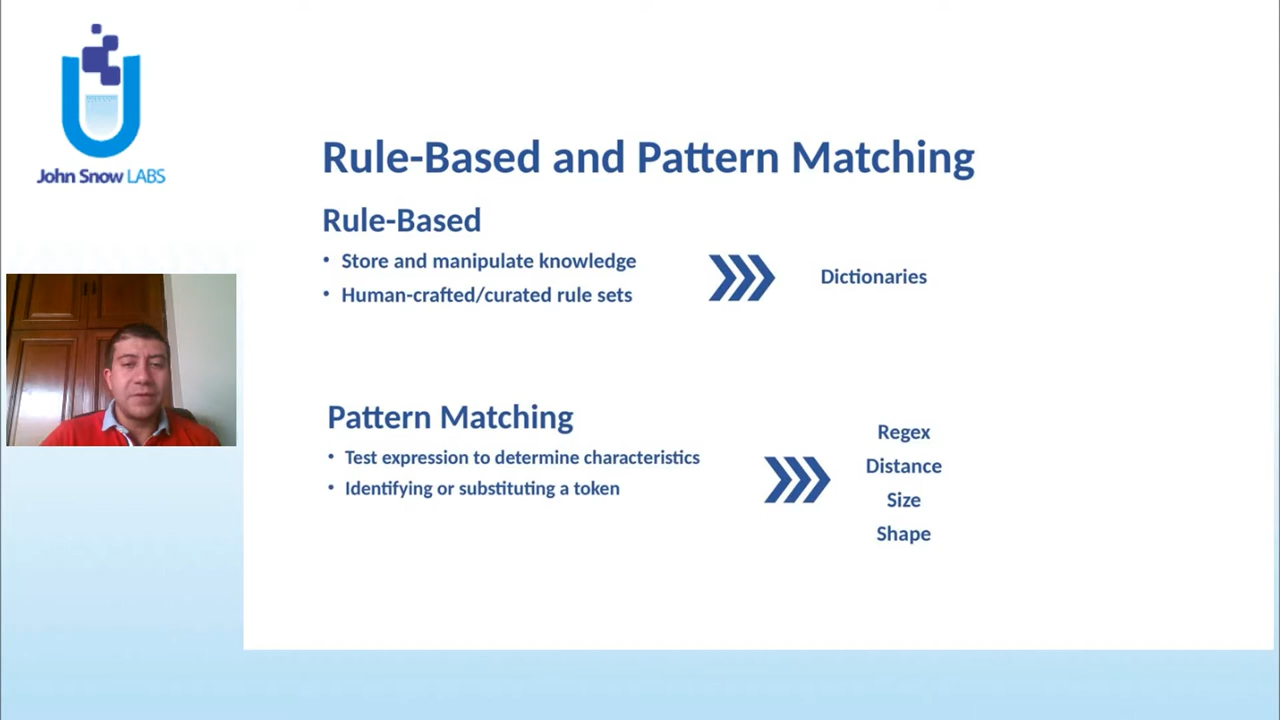 John Snow LABS
Rule-Based and Pattern Matching
Rule-Based
• Store and manipulate knowledge
• Human-crafted/curated rule sets
Dictionaries
Pattern Matching
• Test expression to determine characteristics
• Identifying or substituting a token
Regex
Distance
Size
Shape